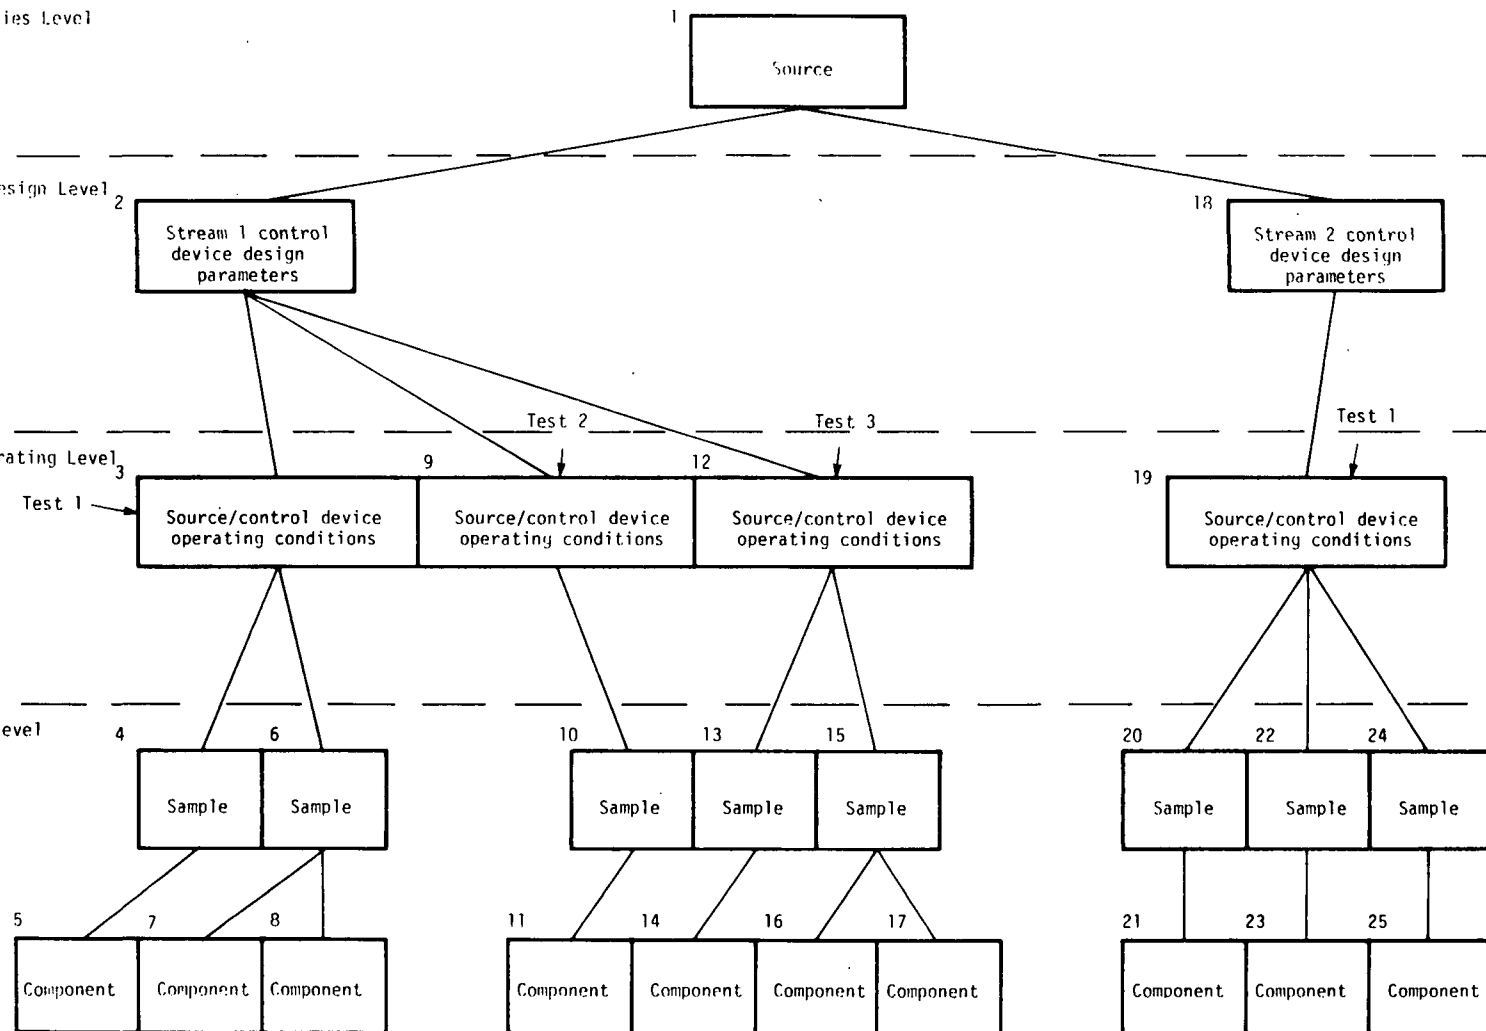 ies Level
1
Source
esign Level
2
18
Stream 1 control
device design
parameters
Stream 2 control
device design
parameters
Test 2
Test 3
Test 1
rating Level
3
9
12
19
Test 1
Source/control device
operating conditions
Source/control device
operating conditions
Source/control device
operating conditions
Source/control device
operating conditions
evel
4
6
10
13
15
20
22
24
Sample
Sample
Sample
Sample
Sample
Sample
Sample
Sample
5
7
8
11
14
16
17
21
23
25
Component
Component
Component
Component
Component
Component
Component
Component
Component
Component